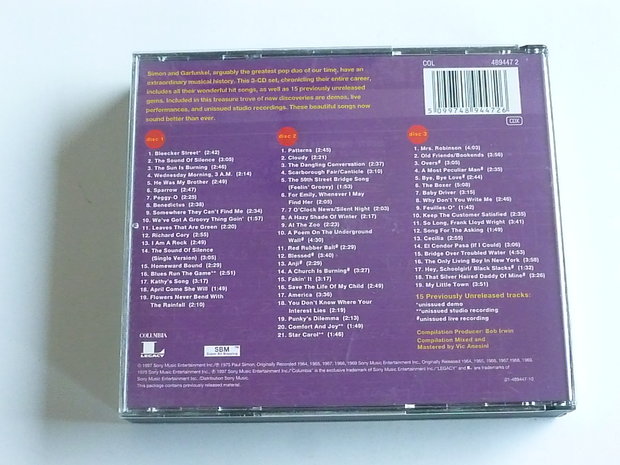 Simon and Garfunkel, arguably the greatest pop duo of our time, have an
extraordinary musical history. This 3-CD set, chronicling their entire career,
includes all their wonderful hit songs, as well as 15 previously unreleased
gems. Included in this treasure trove of new discoveries are demos, live
performances, and unissued studio recordings. These beautiful songs now
sound better than ever.
COL 489447 2
5 099748 944726
disc 1
1. Bleecker Street* (2:42)
2. The Sound Of Silence (3:05)
3. The Sun Is Burning (2:46)
4. Wednesday Morning, 3 A.M. (2:14)
5. He Was My Brother (2:49)
6. Sparrow (2:47)
7. Peggy-O (2:25)
8. Benedictus (2:38)
9. Somewhere They Can't Find Me (2:34)
10. We've Got A Groovy Thing Goin' (1:57)
11. Leaves That Are Green (2:20)
12. Richard Cory (2:55)
13. I Am A Rock (2:49)
14. The Sound Of Silence
(Single Version) (3:05)
15. Homeward Bound (2:29)
16. Blues Run The Game** (2:51)
17. Kathy's Song (3:17)
18. April Come She Will (1:49)
19. Flowers Never Bend With
The Rainfall (2:10)
disc 2
1. Patterns (2:45)
2. Cloudy (2:21)
3. The Dangling Conversation (2:37)
4. Scarborough Fair/Canticle (3:10)
5. The 59th Street Bridge Song
(Feelin' Groovy) (1:53)
6. For Emily, Whenever I May
Find Her (2:05)
7. 7 O'Clock News/Silent Night (2:03)
8. A Hazy Shade Of Winter (2:17)
9. At The Zoo (2:23)
10. A Poem On The Underground
Wall# (4:30)
11. Red Rubber Ball# (2:39)
12. Blessed# (3:40)
13. Anji# (2:29)
14. A Church Is Burning# (3:27)
15. Fakin' It (3:17)
16. Save The Life Of My Child (2:49)
17. America (3:36)
18. You Don't Know Where Your
Interest Lies (2:19)
19. Punky's Dilemma (2:13)
20. Comfort And Joy** (1:49)
21. Star Carol** (1:46)
disc 3
1. Mrs. Robinson (4:03)
2. Old Friends/Bookends (3:56)
3. Overs# (3:05)
4. A Most Peculiar Man# (2:35)
5. Bye, Bye Love# (2:34)
6. The Boxer (5:08)
7. Baby Driver (3:15)
8. Why Don't You Write Me (2:46)
9. Feuilles-O* (1:42)
10. Keep The Customer Satisfied (2:35)
11. So Long, Frank Lloyd Wright (3:41)
12. Song For The Asking (1:49)
13. Cecilia (2:55)
14. El Condor Pasa (If I Could) (3:06)
15. Bridge Over Troubled Water (4:53)
16. The Only Living Boy In New York (3:58)
17. Hey, Schoolgirl/ Black Slacks# (1:32)
18. That Silver Haired Daddy Of Mine# (2:28)
19. My Little Town (3:51)
15 Previously Unreleased tracks:
*unissued demo
**unissued studio recording
#unissued live recording
Compilation Producer: Bob Irwin
Compilation Mixed and
Mastered by Vic Anesini
COLUMBIA
LEGACY
SBM™
01-489447-10
This package contains previously released material.